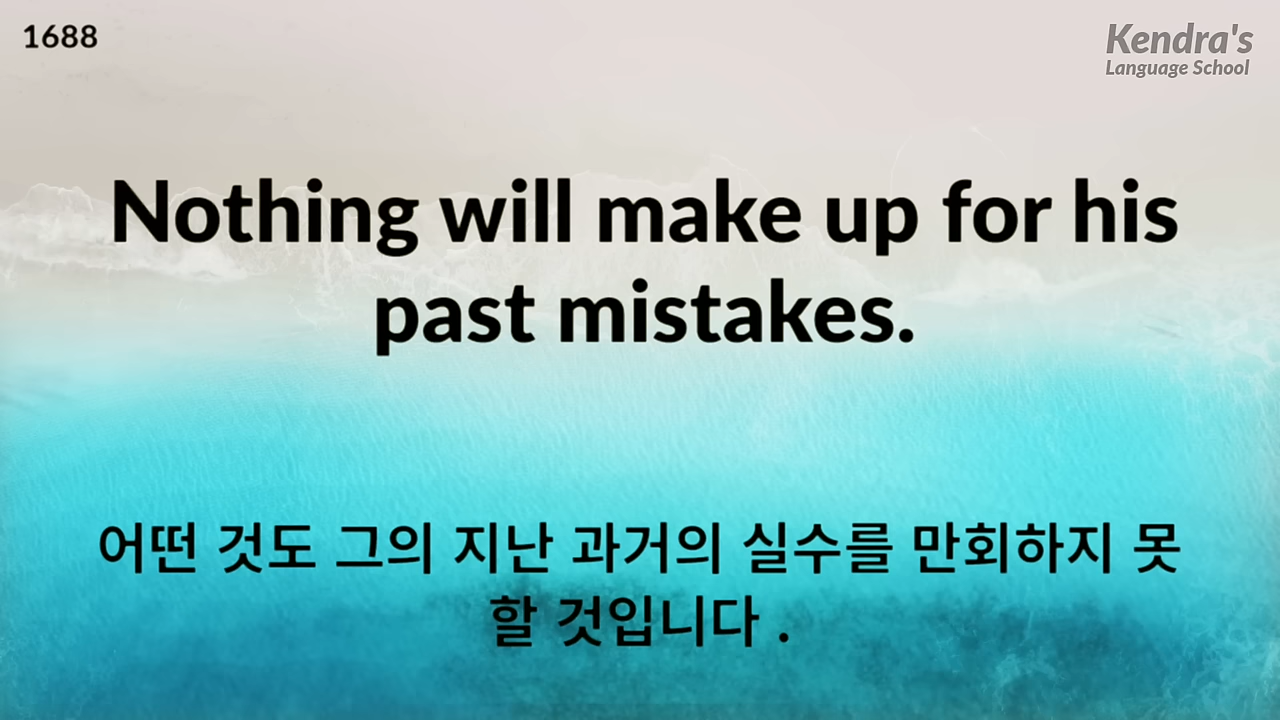 1688
Kendra's
Language School
Nothing will make up for his
past mistakes.
어떤 것도 그의 지난 과거의 실수를 만회하지 못
할 것입니다 .